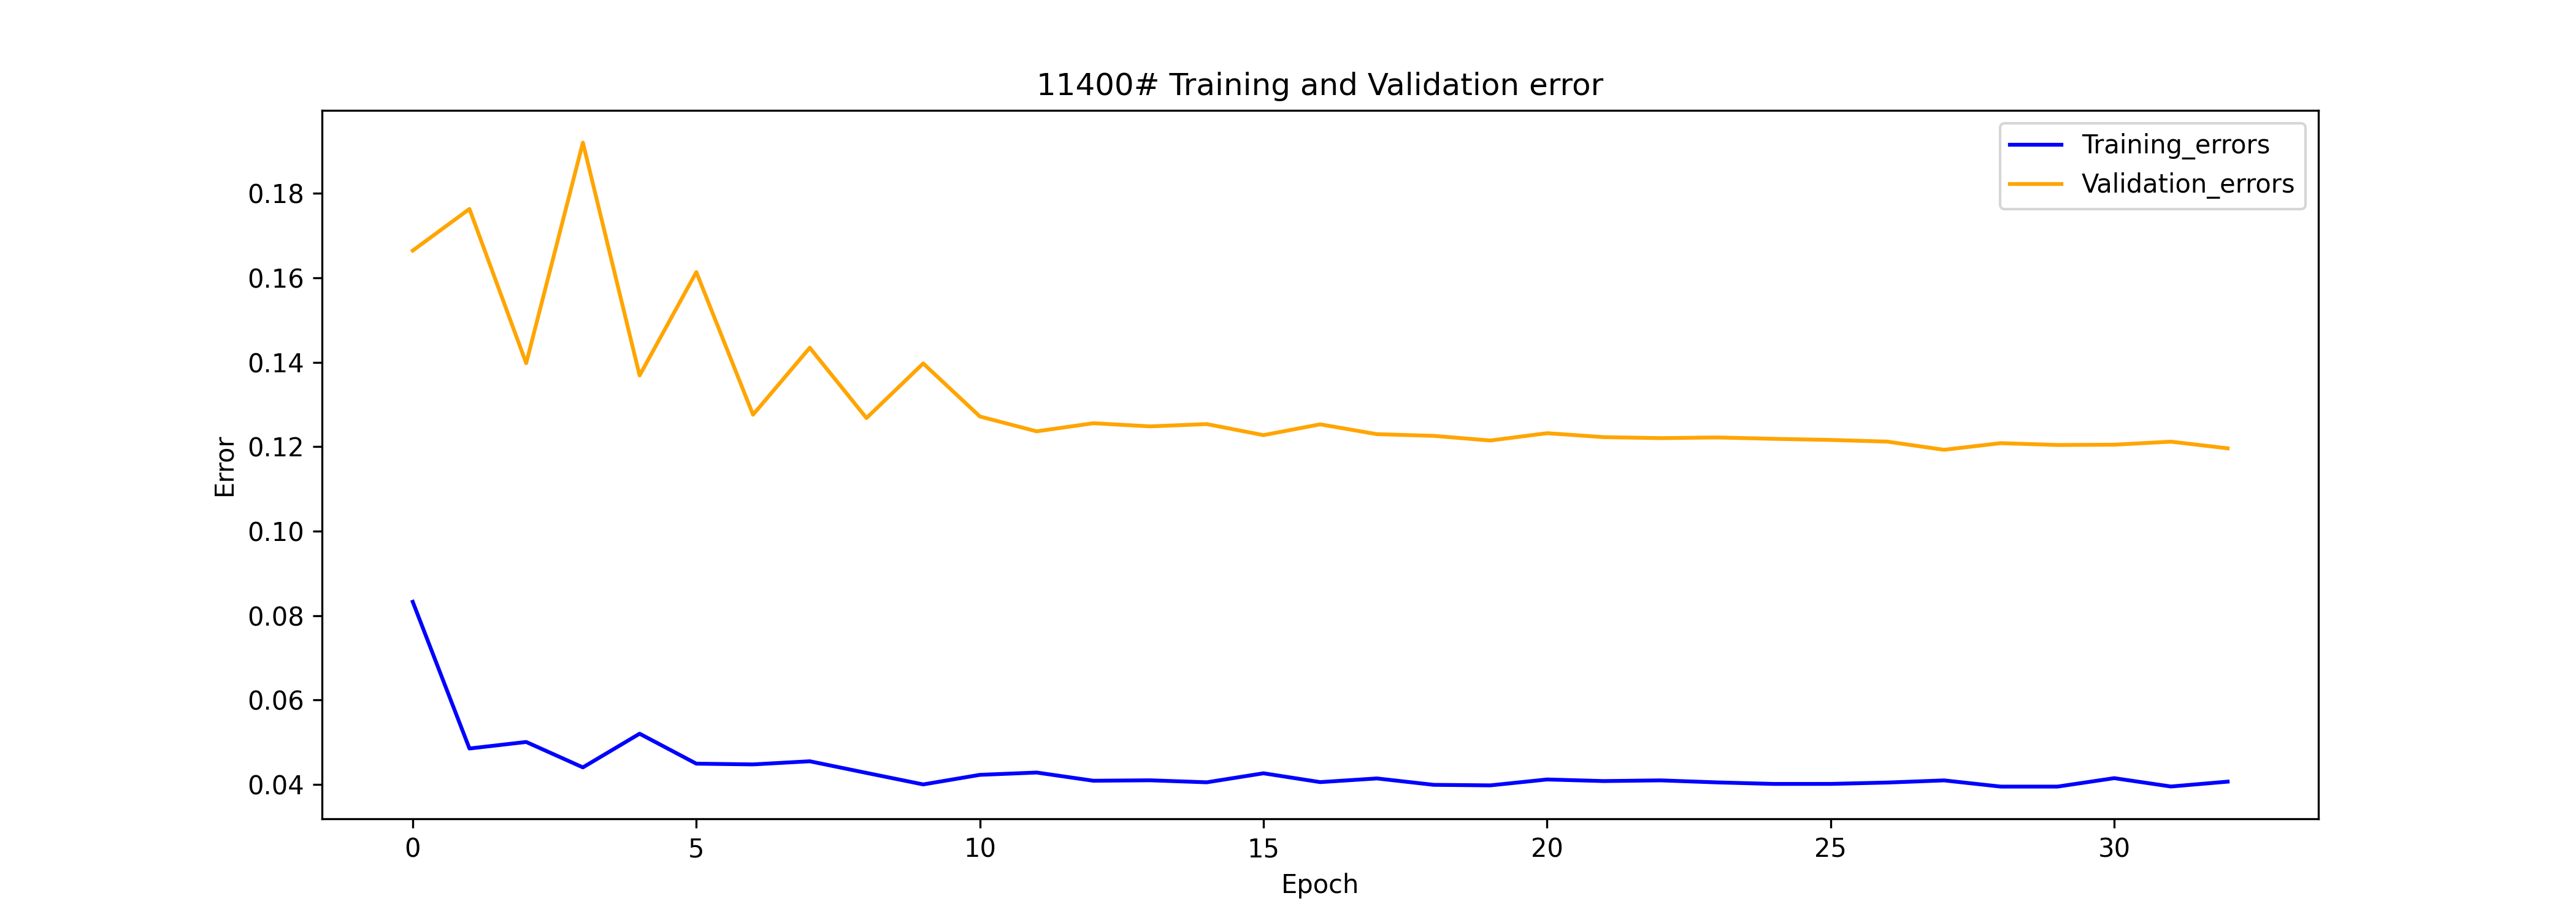 11400# Training and Validation error
Training_errors
Validation_errors
0.18
0.16
0.14
0.12
0.10
0.08
0.06
0.04
Error
0 5 10 15 20 25 30
Epoch